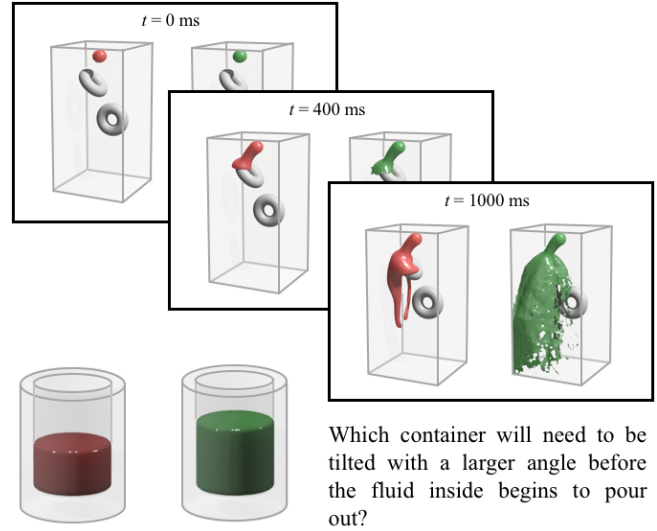 t = 0 ms
t = 400 ms
t = 1000 ms
Which container will need to be
tilted with a larger angle before
the fluid inside begins to pour
out?